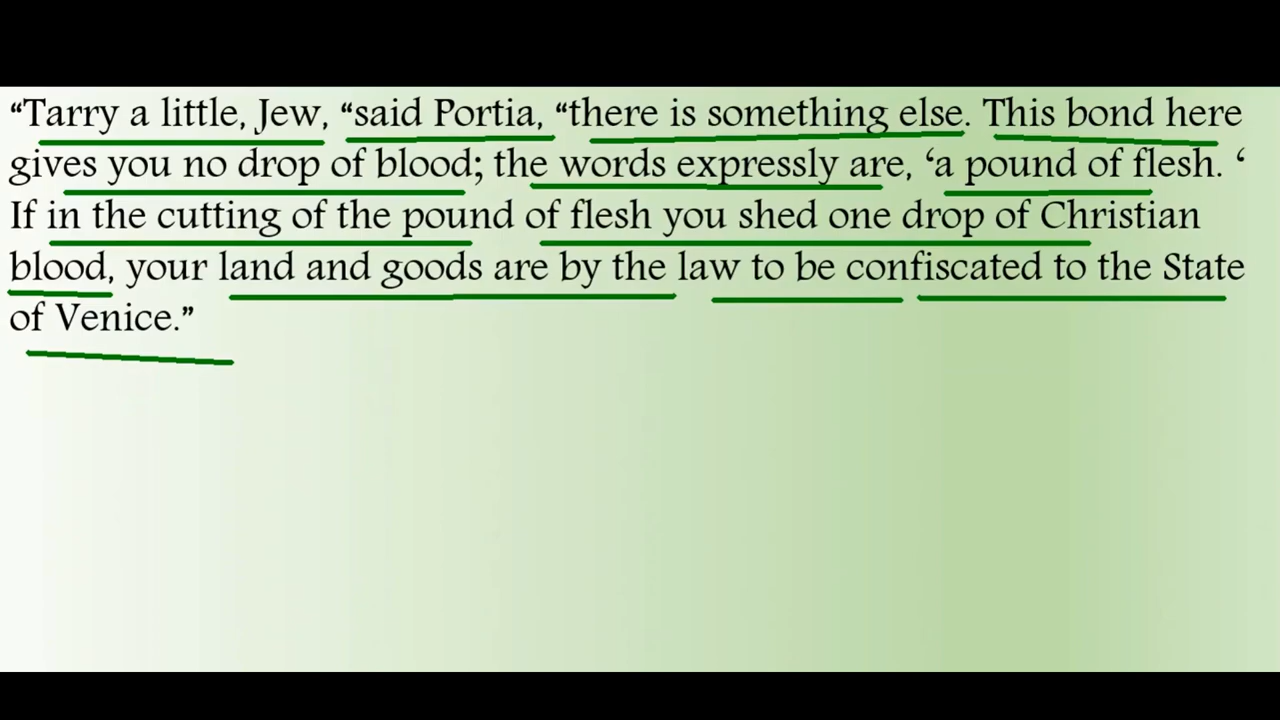 “Tarry a little, Jew, “said Portia, “there is something else. This bond here
gives you no drop of blood; the words expressly are, ‘a pound of flesh. ‘
If in the cutting of the pound of flesh you shed one drop of Christian
blood, your land and goods are by the law to be confiscated to the State
of Venice.”